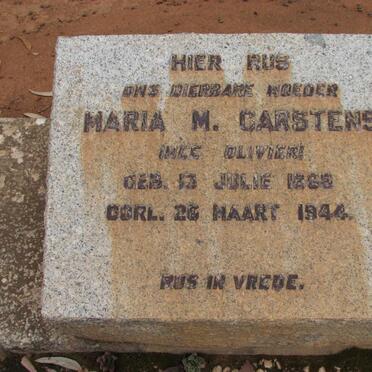 HIER RUS
ONS DIERBARE MOEDER
MARIA M. CARSTENS
(NEE OLIVIER)
GEB. 13 JULIE
OORL. 26 MAART 1944.
RUS IN VREDE.